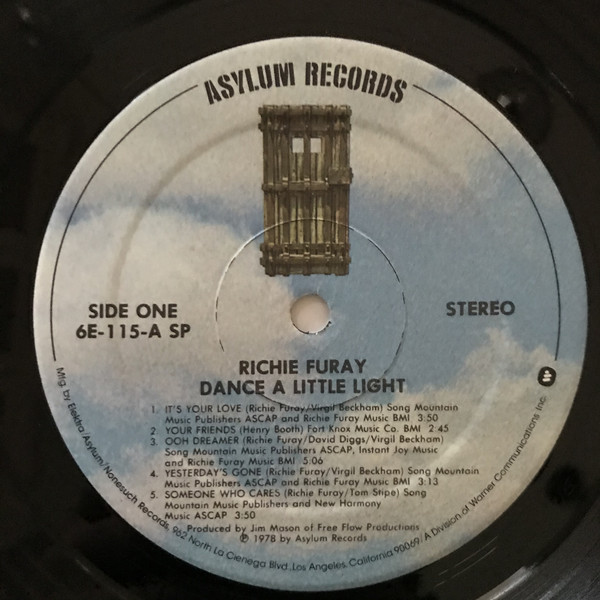 ASYLUM RECORDS
SIDE ONE
6E-115-A SP
STEREO
RICHIE FURAY
DANCE A LITTLE LIGHT
1. IT'S YOUR LOVE (Richie Furay/Virgil Beckham) Song Mountain
Music Publishers ASCAP and Richie Furay Music BMI 3:50
2. YOUR FRIENDS (Henry Booth) Fort Knox Music Co. BMI 2:45
3. OOH DREAMER (Richie Furay/David Diggs/Virgil Beckham)
Song Mountain Music Publishers ASCAP, Instant Joy Music
and Richie Furay Music BMI 5:06
4. YESTERDAY'S GONE (Richie Furay/Virgil Beckham) Song Mountain
Music Publishers ASCAP and Richie Furay Music BMI 3:13
5. SOMEONE WHO CARES (Richie Furay/Tom Stipe) Song
Mountain Music Publishers and New Harmony
Music ASCAP 3:50
Produced by Jim Mason of Free Flow Productions
℗ 1978 by Asylum Records
Mfg. by Elektra/Asylum/Nonesuch Records, 962 North La Cienega Blvd., Los Angeles, California 90069/A Division of Warner Communications Inc.